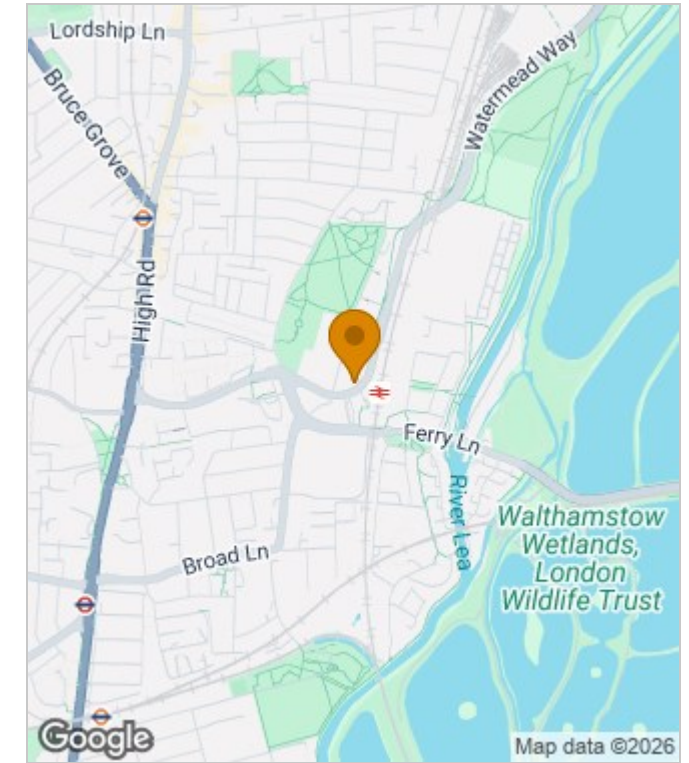 Lordship Ln
Watermead Way
Bruce Grove
High Rd
Ferry Ln
River Lea
Walthamstow
Wetlands,
London
Wildlife Trust
Broad Ln
Google
Map data ©2026